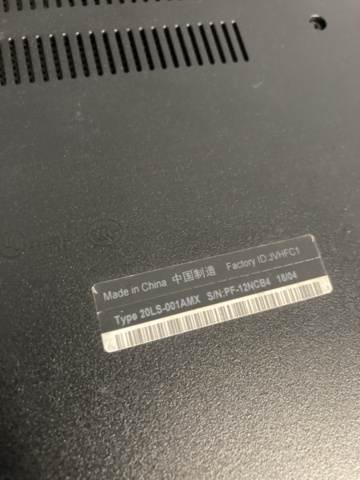 Made in China 中国制造 Factory ID JVHFC1
Type 20LS-001AMX S/N:PF-12NCB4 18/04